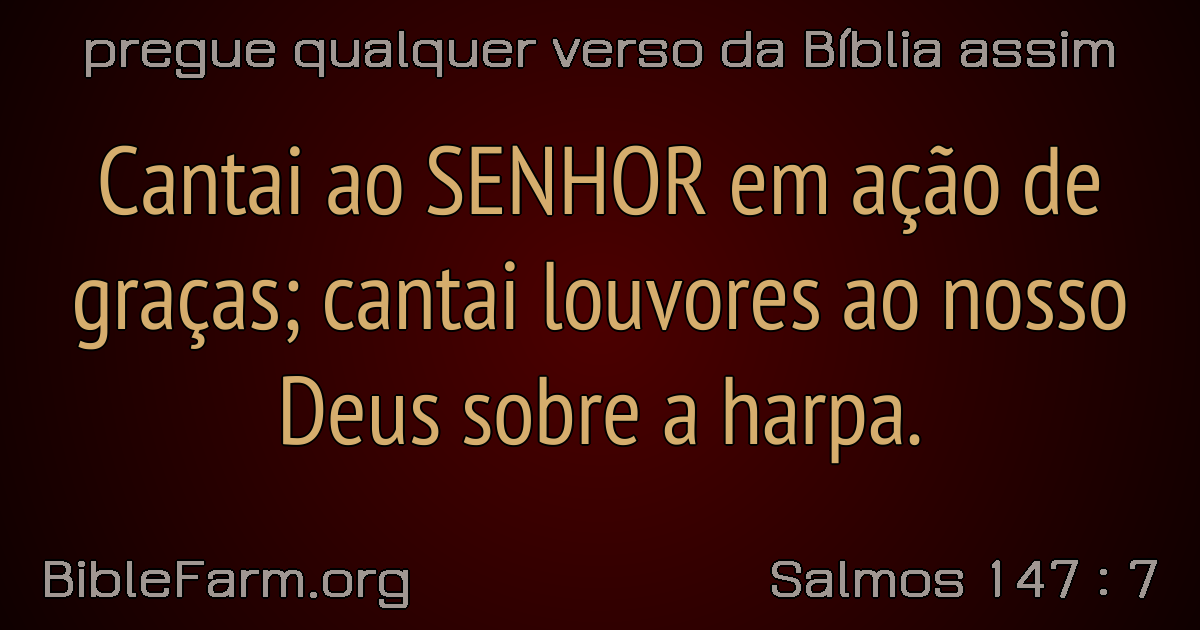 pregue qualquer verso da Bíblia assim
Cantai ao SENHOR em ação de
graças; cantai louvores ao nosso
Deus sobre a harpa.
BibleFarm.org
Salmos 147 : 7